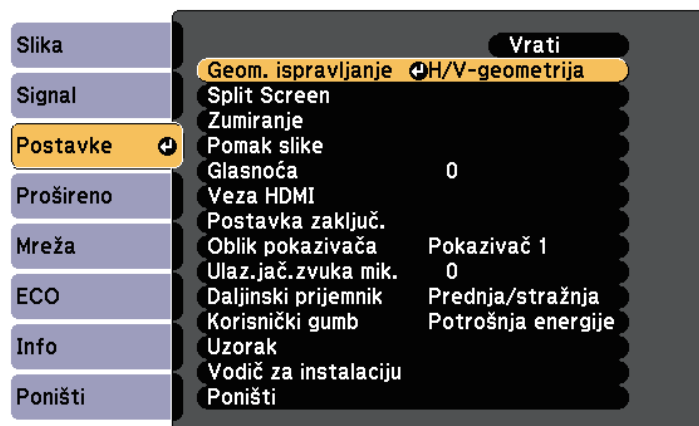 Slika
Signal
Postavke
Prošireno
Mreža
ECO
Info
Poništi
Vrati
Geom. ispravljanje H/V-geometrija
Split Screen
Zumiranje
Pomak slike
Glasnoća 0
Veza HDMI
Postavka zaključ.
Oblik pokazivača Pokazivač 1
Ulaz.jač.zvuka mik. 0
Daljinski prijemnik Prednja/stražnja
Korisnički gumb Potrošnja energije
Uzorak
Vodič za instalaciju
Poništi